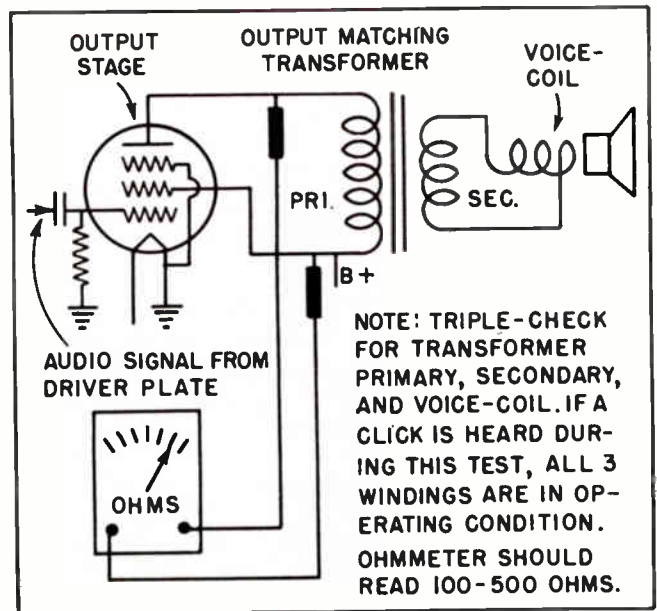 OUTPUT
STAGE
OUTPUT MATCHING
TRANSFORMER
VOICE-
COIL
PRI.
SEC.
B+
AUDIO SIGNAL FROM
DRIVER PLATE
OHMS
NOTE: TRIPLE-CHECK
FOR TRANSFORMER
PRIMARY, SECONDARY,
AND VOICE-COIL. IF A
CLICK IS HEARD DUR-
ING THIS TEST, ALL 3
WINDINGS ARE IN OP-
ERATING CONDITION.
OHMMETER SHOULD
READ 100-500 OHMS.